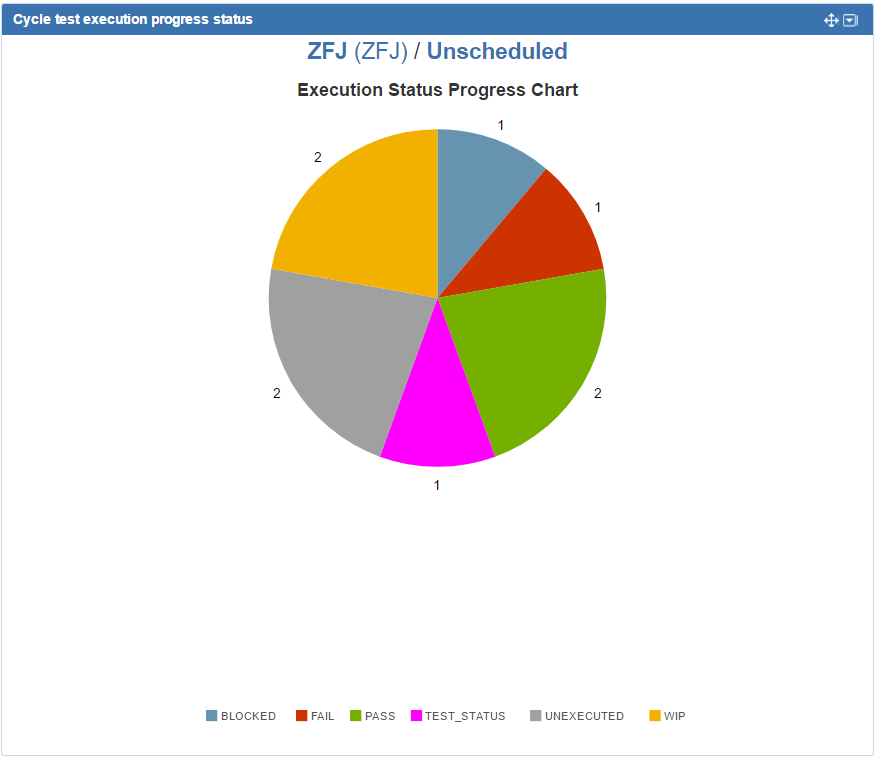 Cycle test execution progress status
ZFJ (ZFJ) / Unscheduled
Execution Status Progress Chart
1
2
1
2
2
1
BLOCKED FAIL PASS TEST_STATUS UNEXECUTED WIP